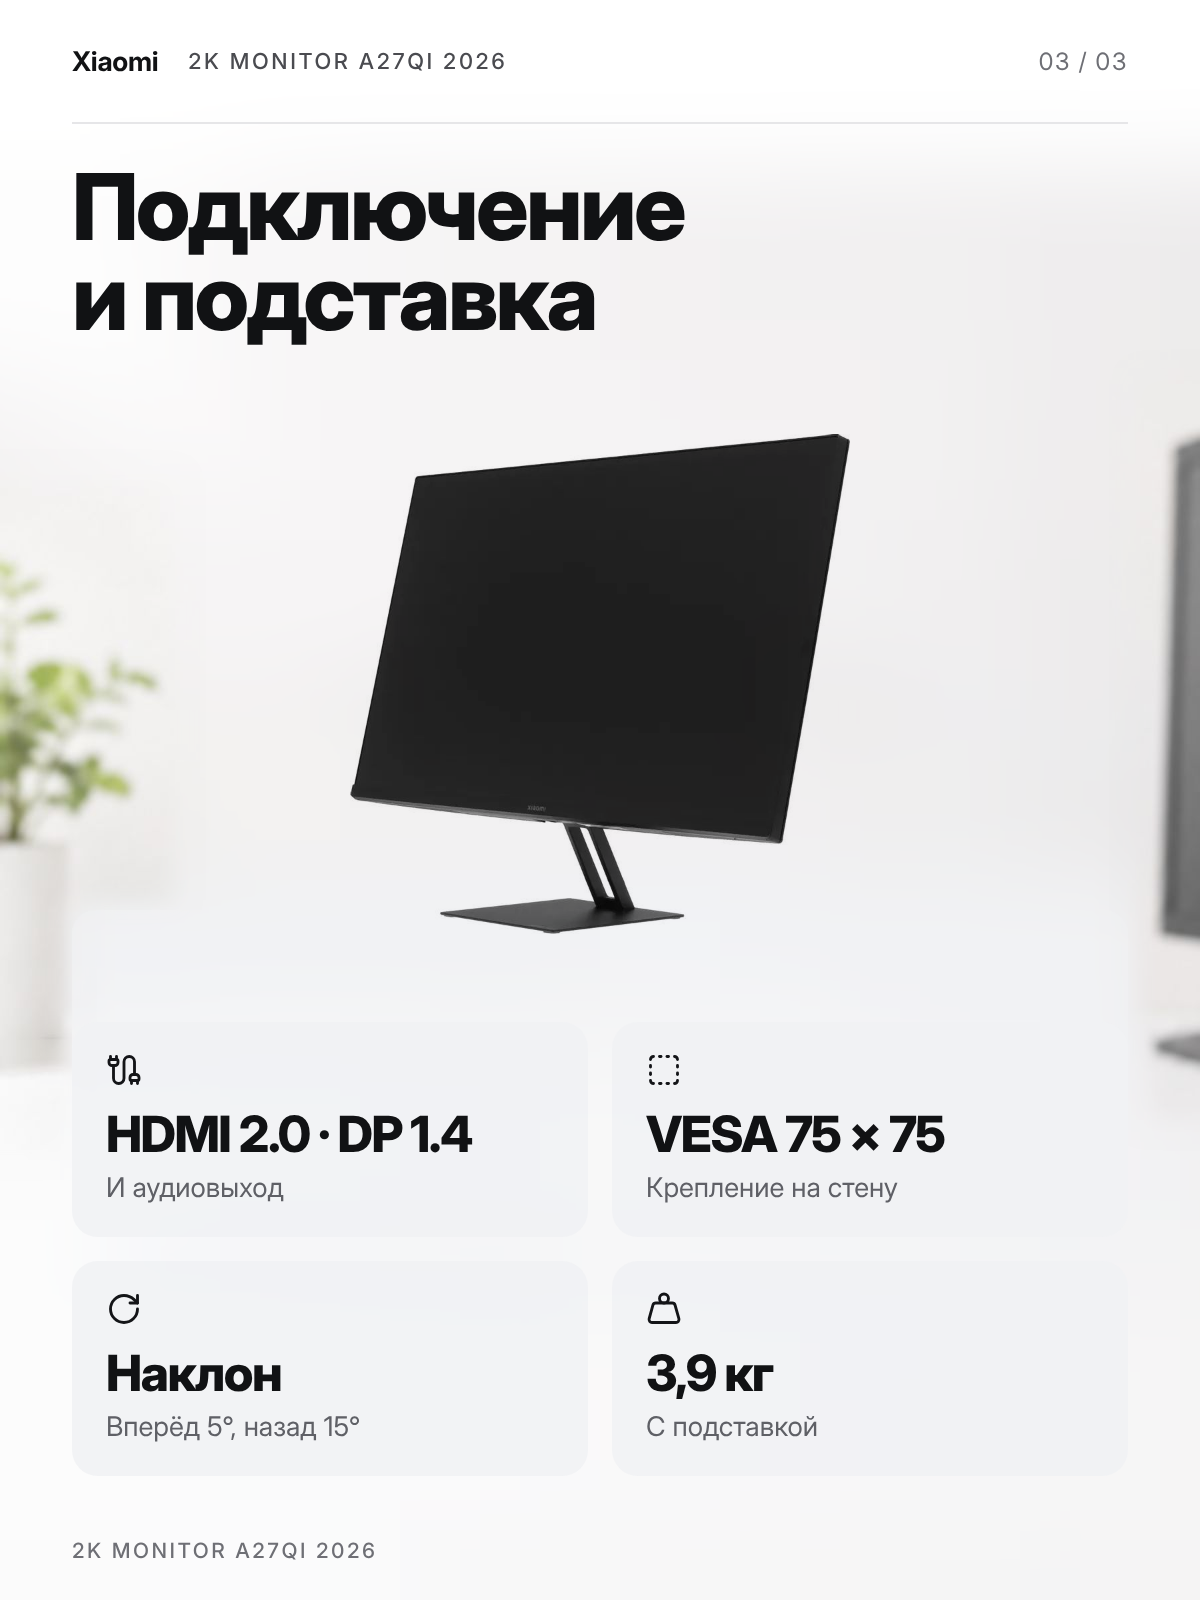 Xiaomi 2K MONITOR A27QI 2026 03 / 03
Подключение
и подставка
xiaomi
HDMI 2.0 · DP 1.4
И аудиовыход
VESA 75 × 75
Крепление на стену
Наклон
Вперёд 5°, назад 15°
3,9 кг
С подставкой
2K MONITOR A27QI 2026